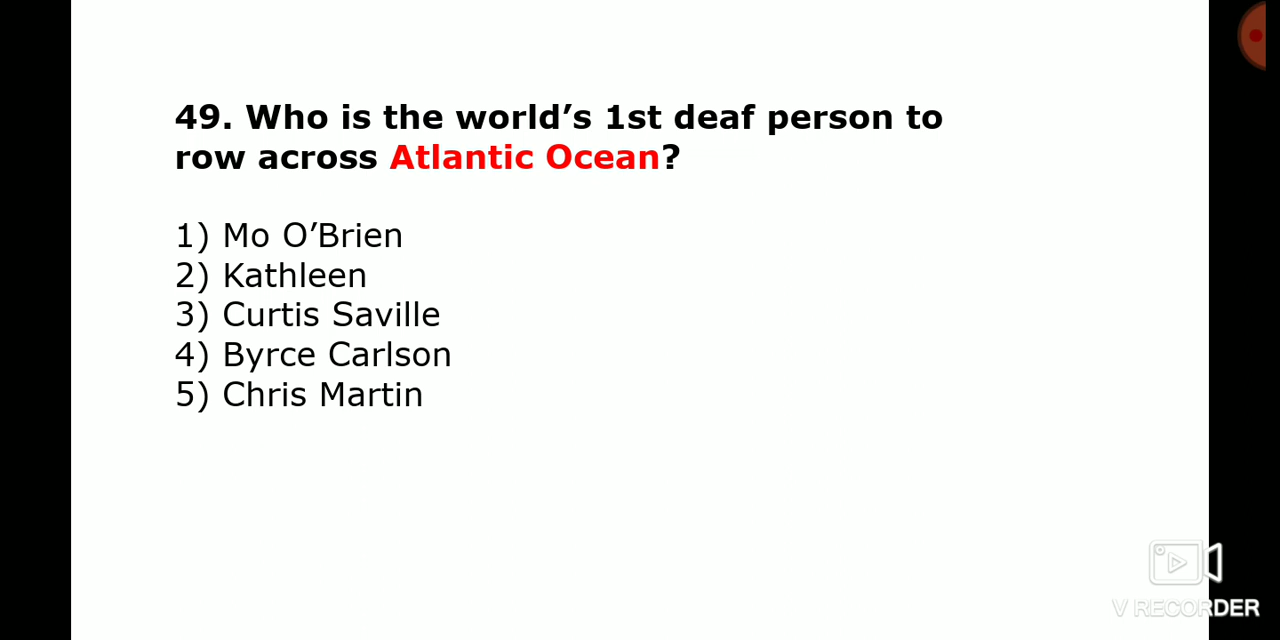 49. Who is the world’s 1st deaf person to
row across Atlantic Ocean?
1) Mo O’Brien
2) Kathleen
3) Curtis Saville
4) Byrce Carlson
5) Chris Martin
V RECORDER